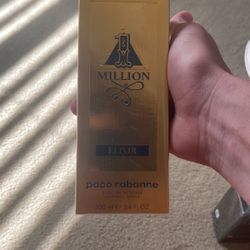 1
MILLION
ELIXIR
paco rabanne
100 ml ℮ 3.4 FL OZ